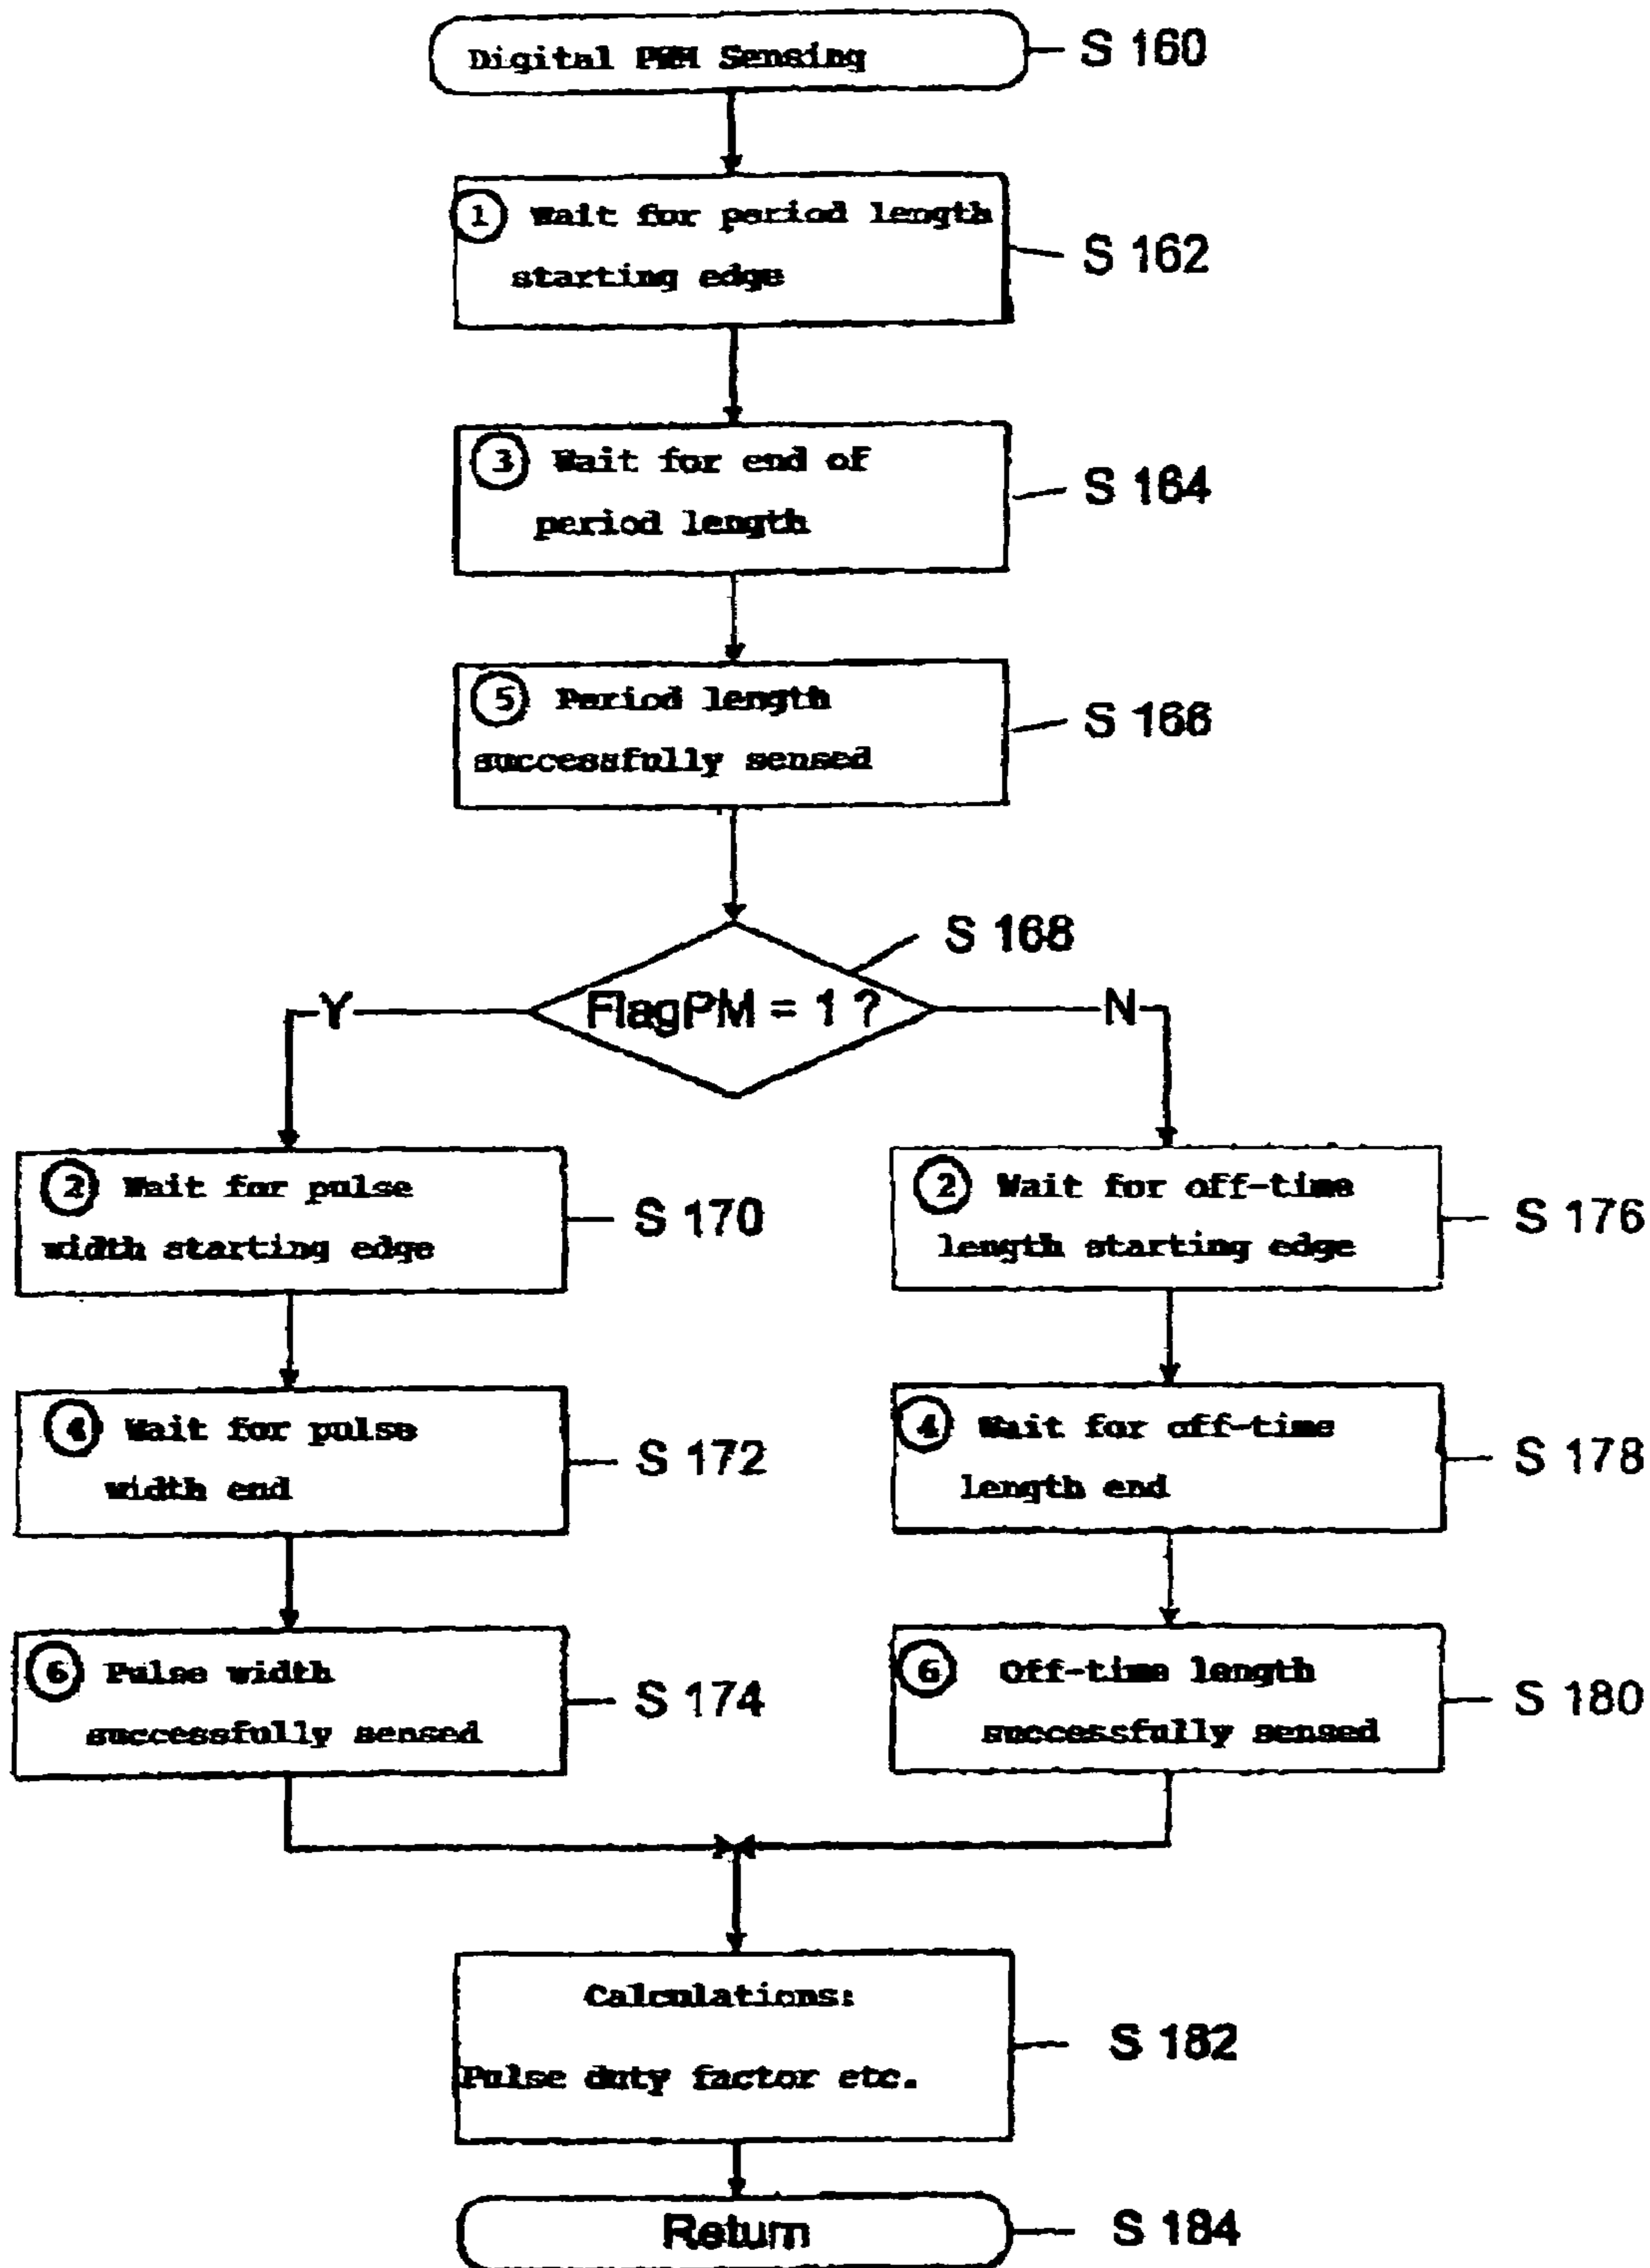 Digital PWM Sensing
S 160
① Wait for period length
starting edge
S 162
③ Wait for end of
period length
S 164
⑤ Period length
successfully sensed
S 166
S 168
FlagPM = 1 ?
Y
N
② Wait for pulse
width starting edge
S 170
② Wait for off-time
length starting edge
S 176
④ Wait for pulse
width end
S 172
④ Wait for off-time
length end
S 178
⑥ Pulse width
successfully sensed
S 174
⑥ Off-time length
successfully sensed
S 180
Calculations:
Pulse duty factor etc.
S 182
Return
S 184